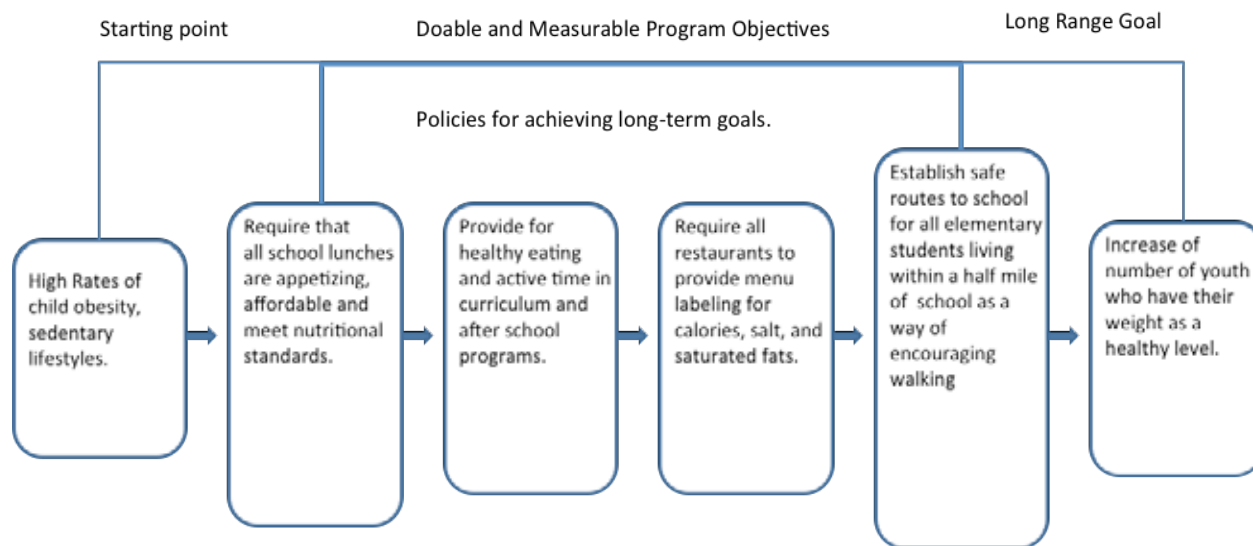 Starting point
Doable and Measurable Program Objectives
Long Range Goal
Policies for achieving long-term goals.
High Rates of
child obesity,
sedentary
lifestyles.
Require that
all school lunches
are appetizing,
affordable and
meet nutritional
standards.
Provide for
healthy eating
and active time in
curriculum and
after school
programs.
Require all
restaurants to
provide menu
labeling for
calories, salt, and
saturated fats.
Establish safe
routes to school
for all elementary
students living
within a half mile
of school as a
way of
encouraging
walking
Increase of
number of youth
who have their
weight as a
healthy level.